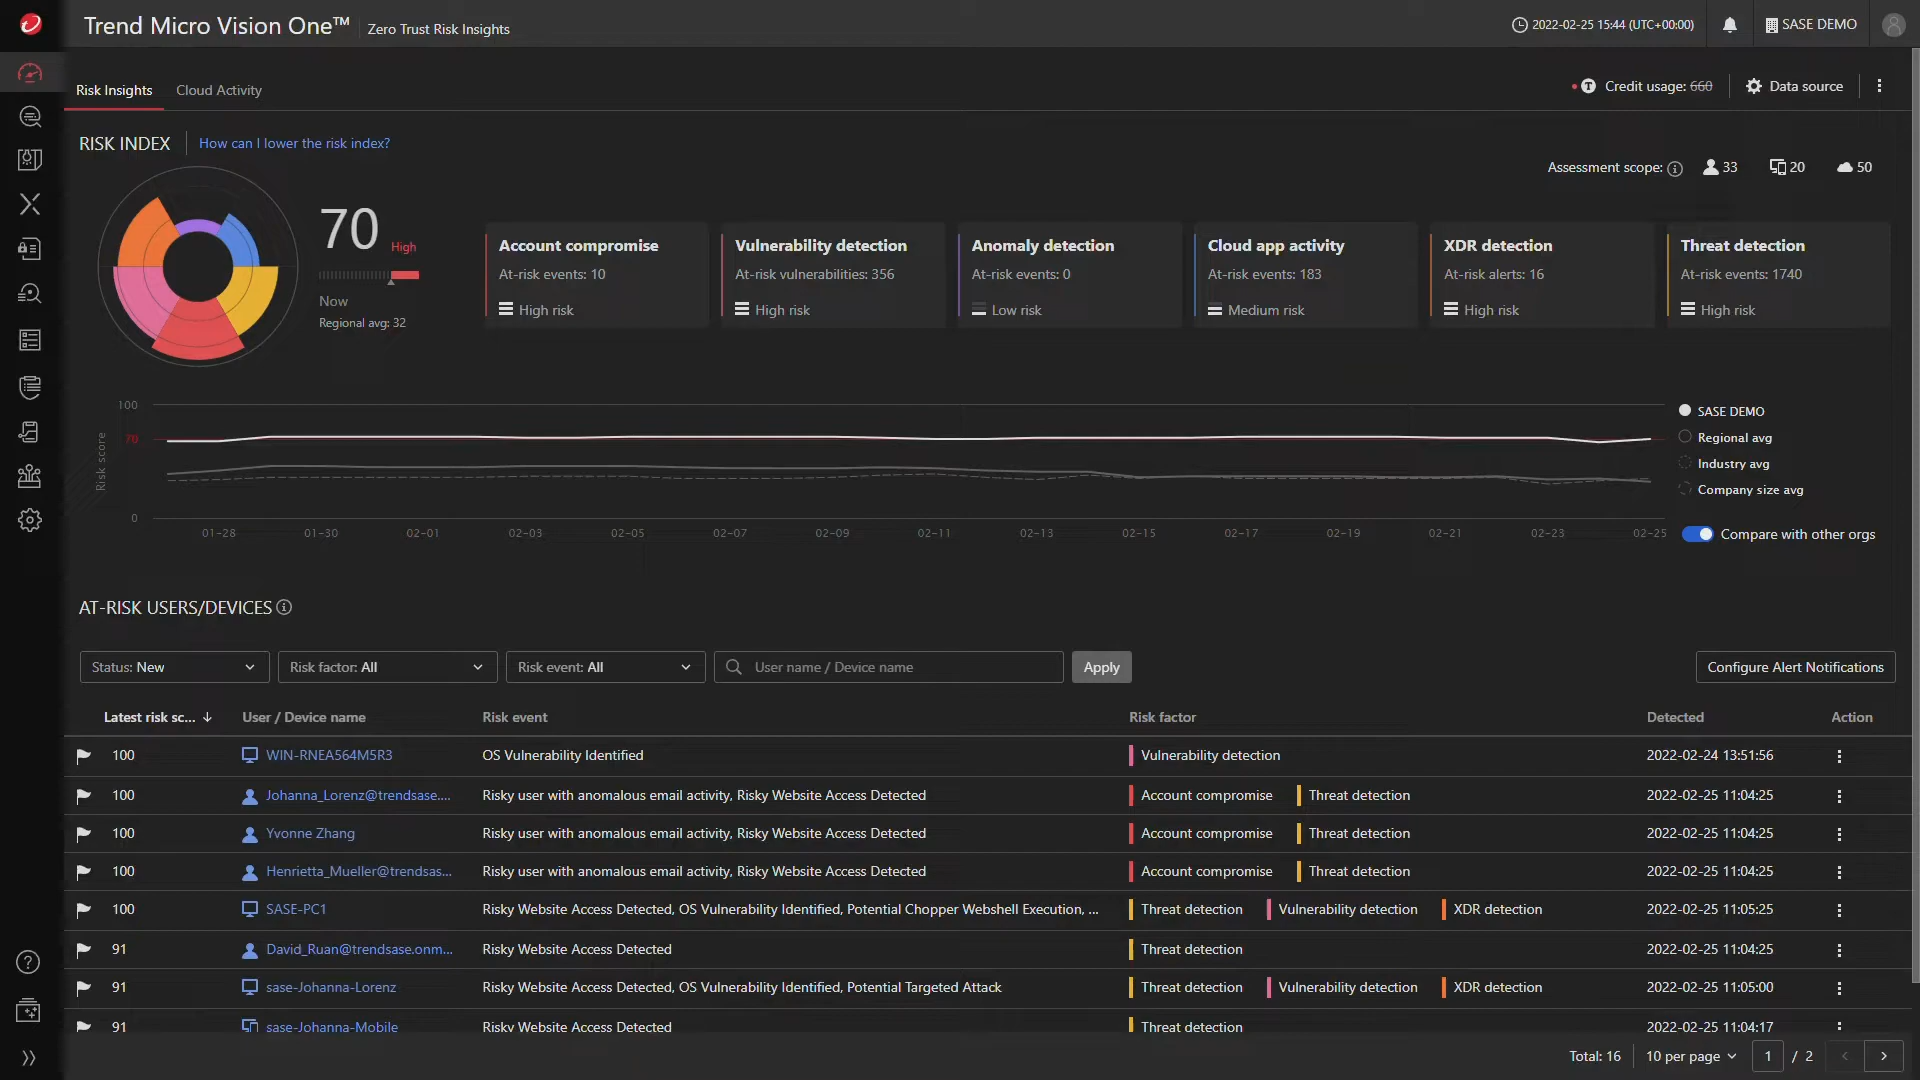 Trend Micro Vision One™ Zero Trust Risk Insights
2022-02-25 15:44 (UTC+00:00)
SASE DEMO
Risk Insights
Cloud Activity
Credit usage: 660
Data source
RISK INDEX
How can I lower the risk index?
Assessment scope: 33 20 50
70 High
Now
Regional avg: 32
Account compromise
At-risk events: 10
High risk
Vulnerability detection
At-risk vulnerabilities: 356
High risk
Anomaly detection
At-risk events: 0
Low risk
Cloud app activity
At-risk events: 183
Medium risk
XDR detection
At-risk alerts: 16
High risk
Threat detection
At-risk events: 1740
High risk
Risk score
100
70
0
01-28 01-30 02-01 02-03 02-05 02-07 02-09 02-11 02-13 02-15 02-17 02-19 02-21 02-23 02-25
SASE DEMO
Regional avg
Industry avg
Company size avg
Compare with other orgs
AT-RISK USERS/DEVICES
Status: New
Risk factor: All
Risk event: All
User name / Device name
Apply
Configure Alert Notifications
Latest risk sc... User / Device name Risk event Risk factor Detected Action
100 WIN-RNEA564M5R3 OS Vulnerability Identified Vulnerability detection 2022-02-24 13:51:56
100 Johanna_Lorenz@trendsase.... Risky user with anomalous email activity, Risky Website Access Detected Account compromise Threat detection 2022-02-25 11:04:25
100 Yvonne Zhang Risky user with anomalous email activity, Risky Website Access Detected Account compromise Threat detection 2022-02-25 11:04:25
100 Henrietta_Mueller@trendsas... Risky user with anomalous email activity, Risky Website Access Detected Account compromise Threat detection 2022-02-25 11:04:25
100 SASE-PC1 Risky Website Access Detected, OS Vulnerability Identified, Potential Chopper Webshell Execution, ... Threat detection Vulnerability detection XDR detection 2022-02-25 11:05:25
91 David_Ruan@trendsase.onm... Risky Website Access Detected Threat detection 2022-02-25 11:04:25
91 sase-Johanna-Lorenz Risky Website Access Detected, OS Vulnerability Identified, Potential Targeted Attack Threat detection Vulnerability detection XDR detection 2022-02-25 11:05:00
91 sase-Johanna-Mobile Risky Website Access Detected Threat detection 2022-02-25 11:04:17
Total: 16 10 per page 1 / 2